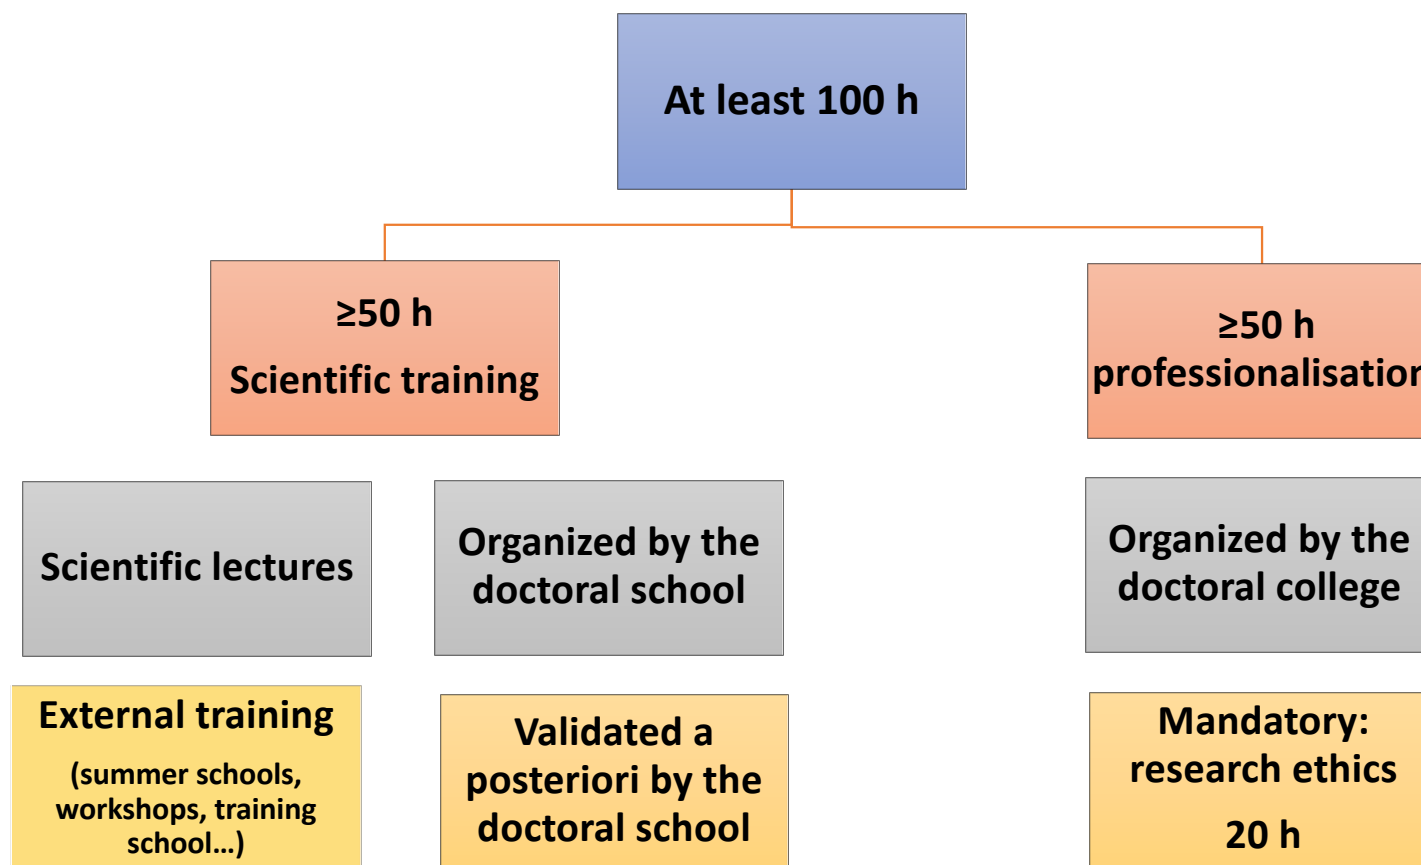 At least 100 h
≥50 h
Scientific training
≥50 h
professionalisation
Scientific lectures
Organized by the
doctoral school
Organized by the
doctoral college
External training
(summer schools,
workshops, training
school…)
Validated a
posteriori by the
doctoral school
Mandatory:
research ethics
20 h